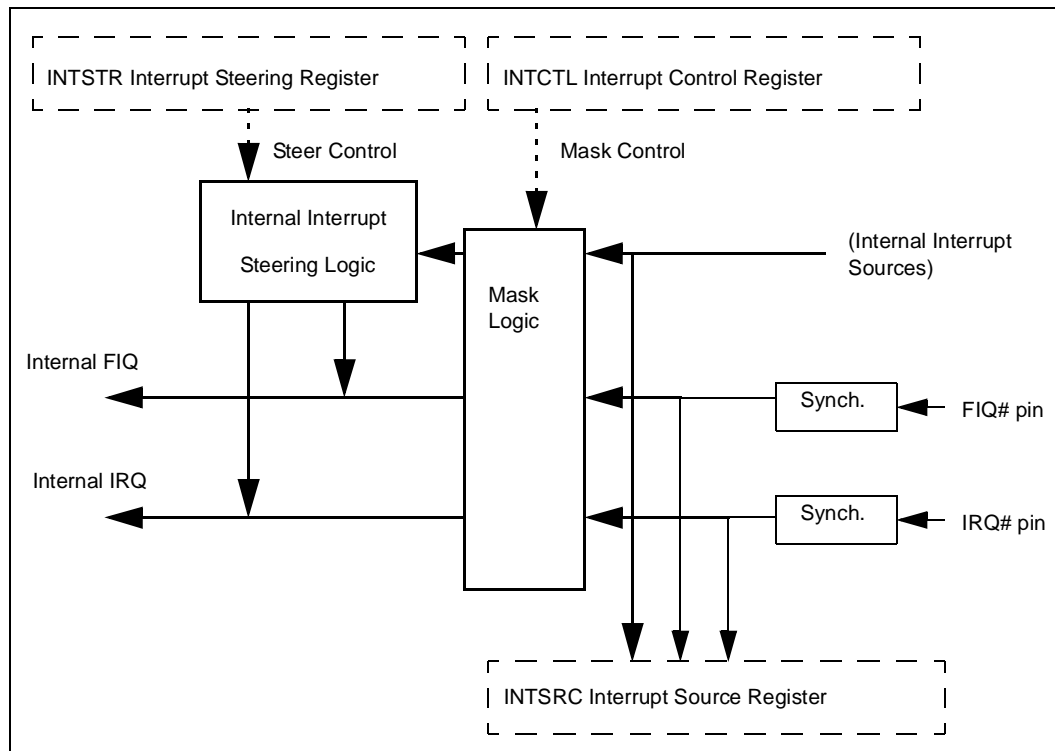 INTSTR Interrupt Steering Register
INTCTL Interrupt Control Register
Steer Control
Mask Control
Internal Interrupt
Steering Logic
(Internal Interrupt
Sources)
Mask
Logic
Internal FIQ
Synch.
FIQ# pin
Internal IRQ
Synch.
IRQ# pin
INTSRC Interrupt Source Register